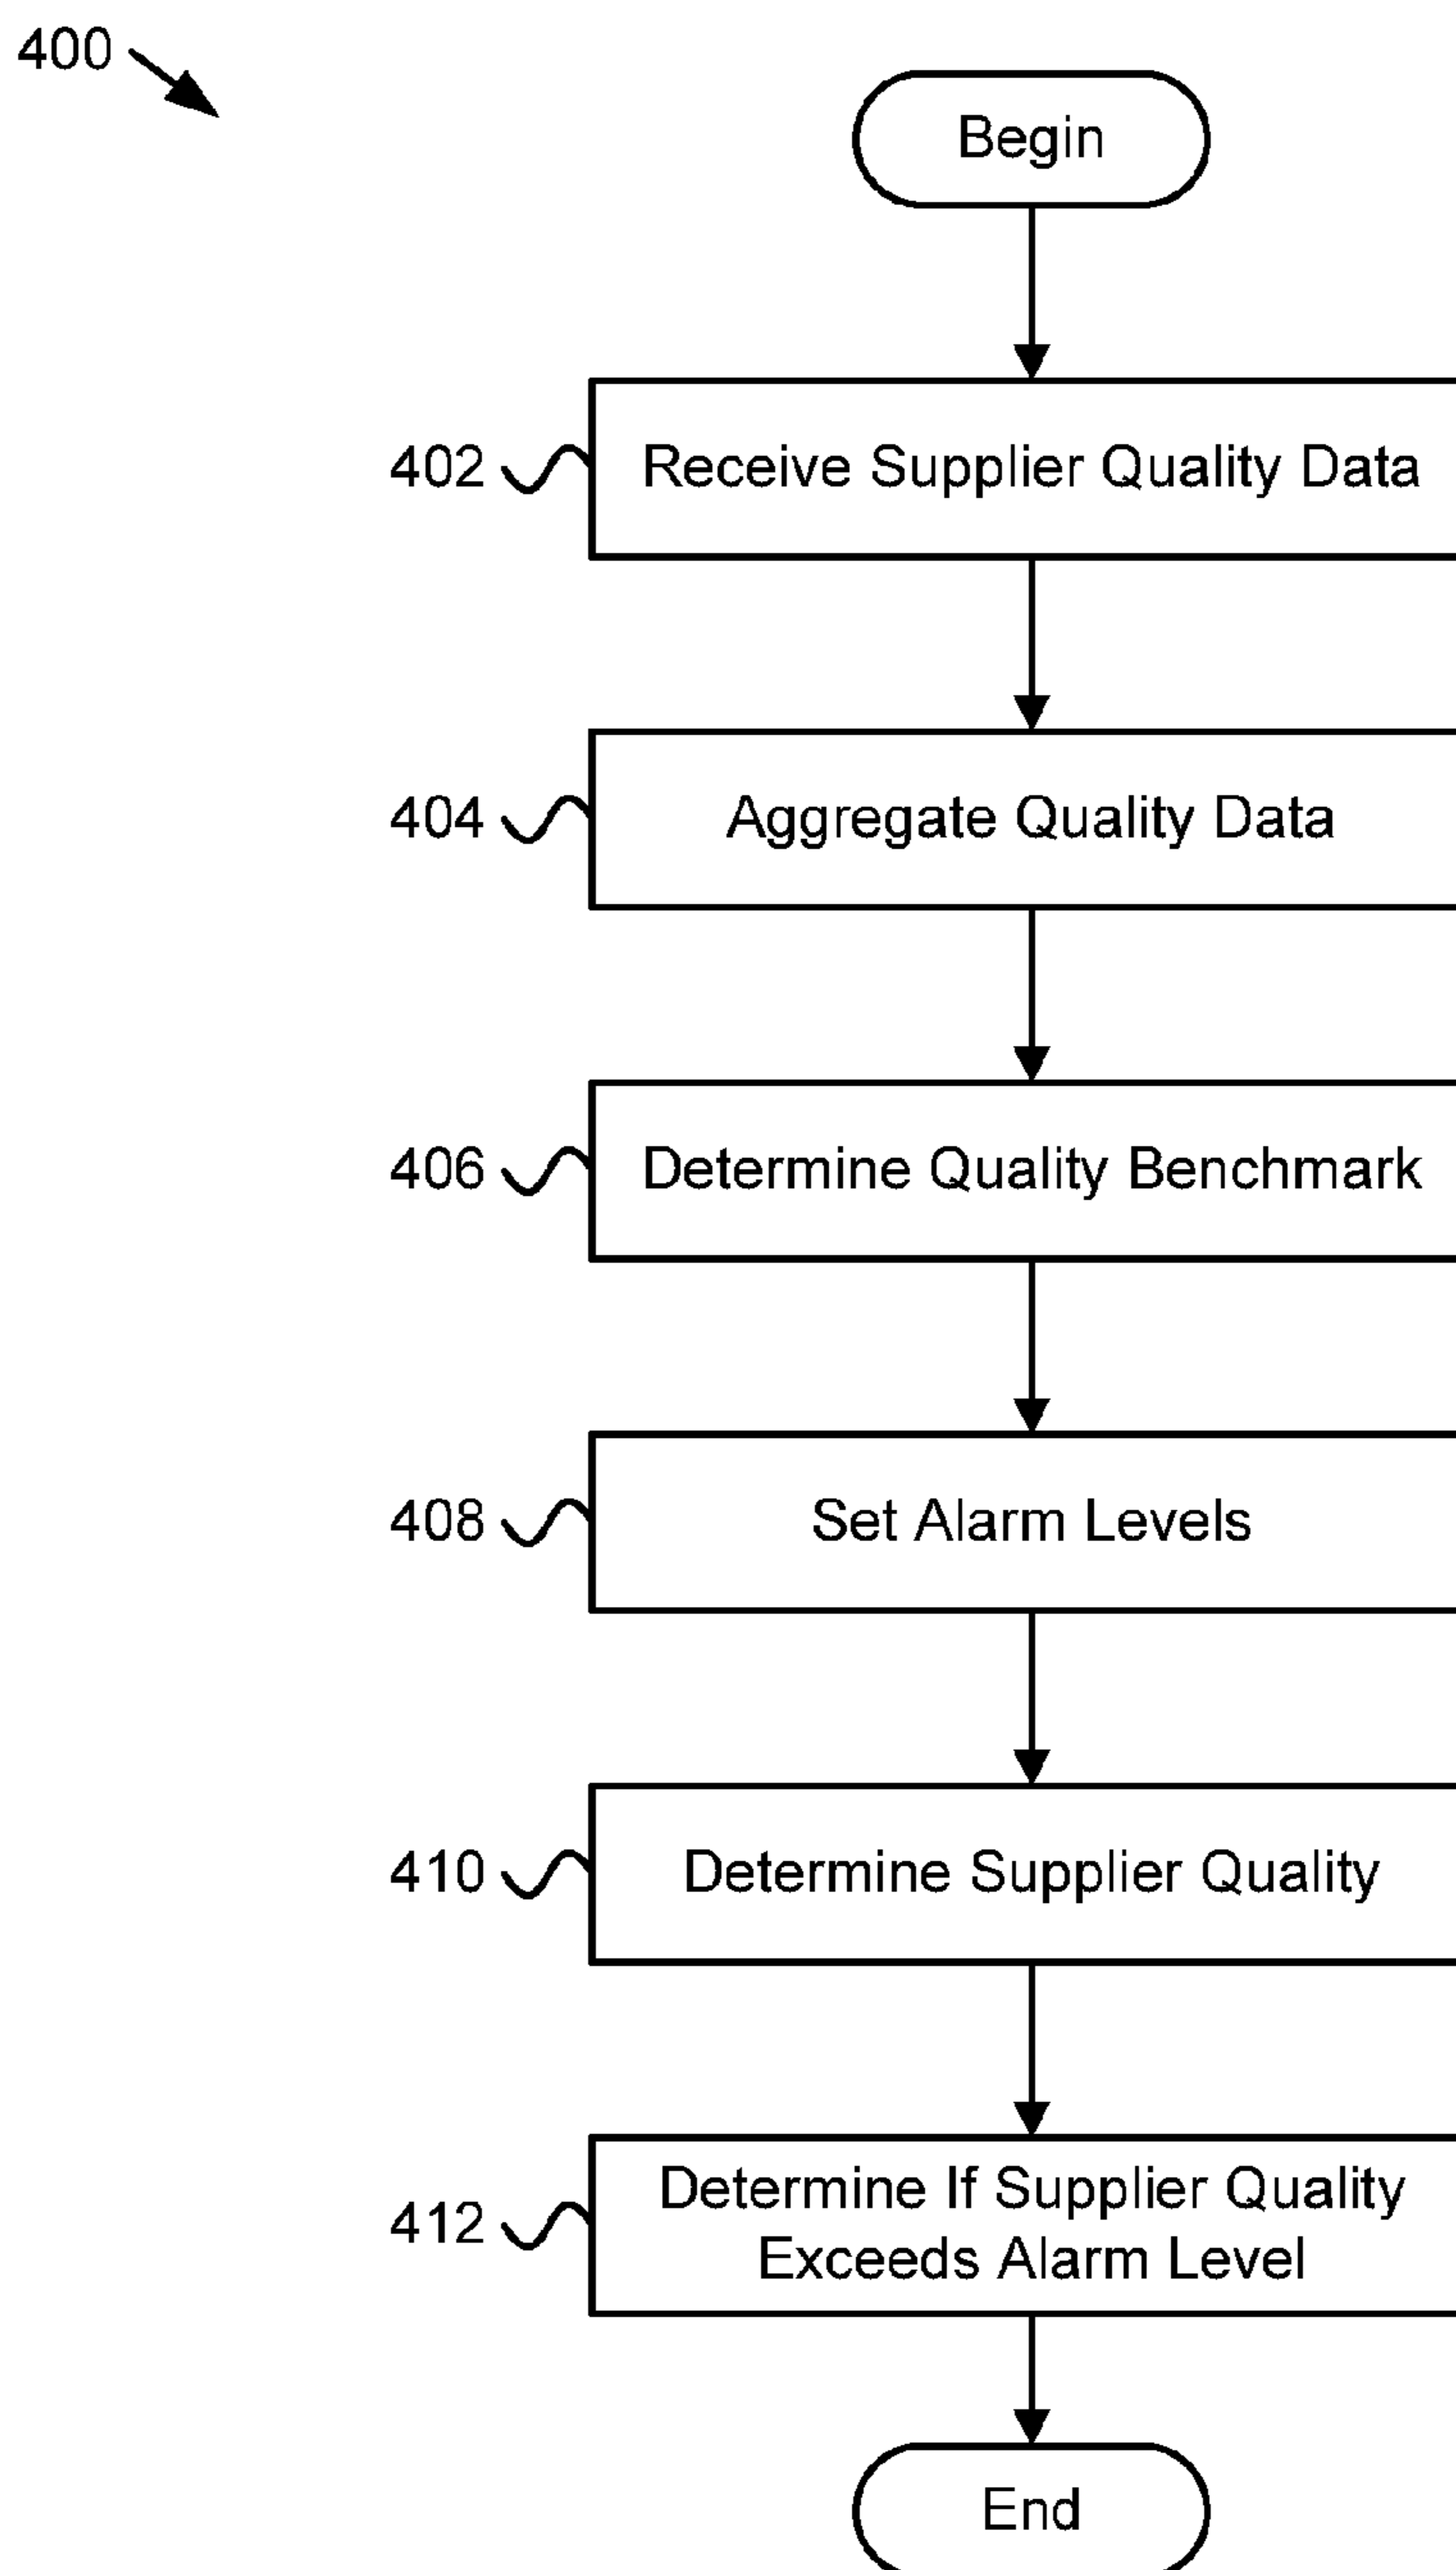 400
Begin
402 Receive Supplier Quality Data
404 Aggregate Quality Data
406 Determine Quality Benchmark
408 Set Alarm Levels
410 Determine Supplier Quality
412 Determine If Supplier Quality
Exceeds Alarm Level
End